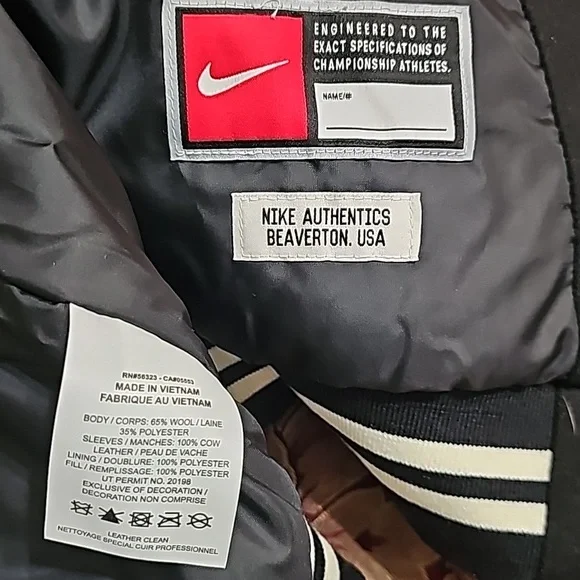 ENGINEERED TO THE
EXACT SPECIFICATIONS OF
CHAMPIONSHIP ATHLETES.
NAME/#
NIKE AUTHENTICS
BEAVERTON, USA
RN#56323 - CA#05553
MADE IN VIETNAM
FABRIQUE AU VIETNAM
BODY / CORPS: 65% WOOL / LAINE
35% POLYESTER
SLEEVES / MANCHES: 100% COW
LEATHER / PEAU DE VACHE
LINING / DOUBLURE: 100% POLYESTER
FILL / REMPLISSAGE: 100% POLYESTER
UT PERMIT NO. 20198
EXCLUSIVE OF DECORATION /
DECORATION NON COMPRISE
LEATHER CLEAN
NETTOYAGE SPECIAL CUIR PROFESSIONNEL